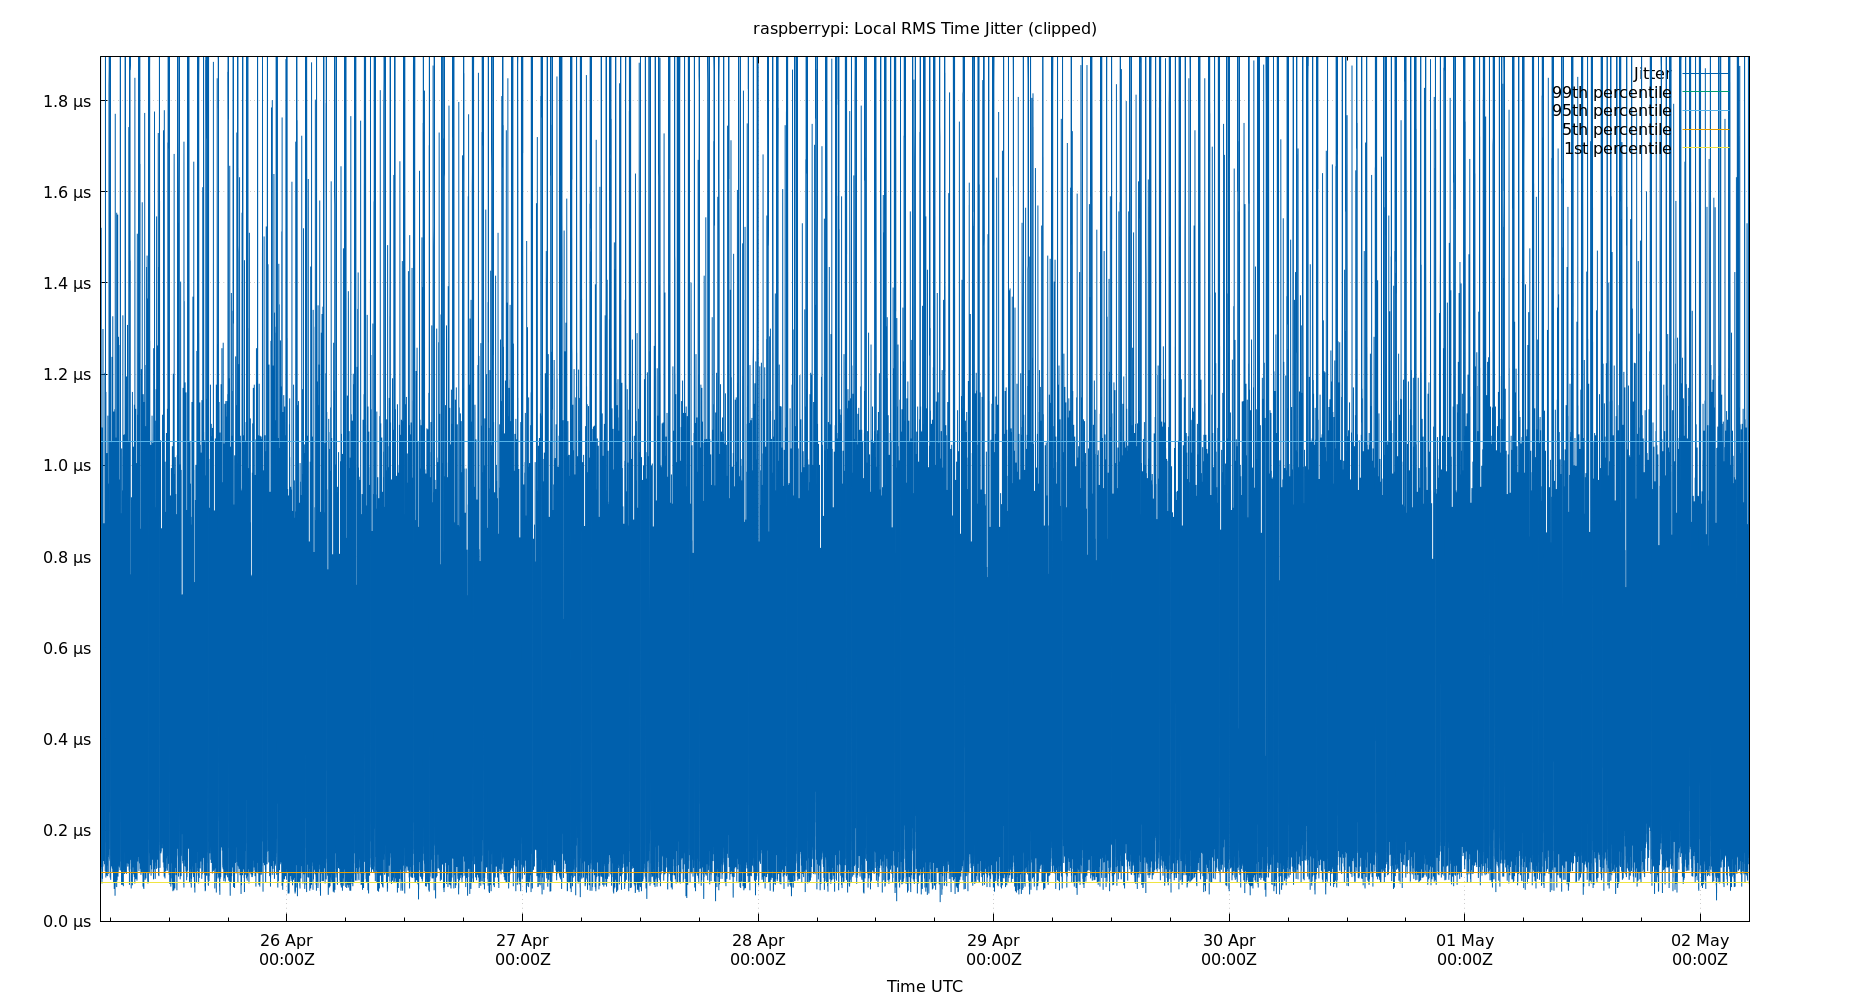 raspberrypi: Local RMS Time Jitter (clipped)
Jitter
99th percentile
95th percentile
5th percentile
1st percentile
1.8 µs
1.6 µs
1.4 µs
1.2 µs
1.0 µs
0.8 µs
0.6 µs
0.4 µs
0.2 µs
0.0 µs
26 Apr 27 Apr 28 Apr 29 Apr 30 Apr 01 May 02 May
00:00Z 00:00Z 00:00Z 00:00Z 00:00Z 00:00Z 00:00Z
Time UTC